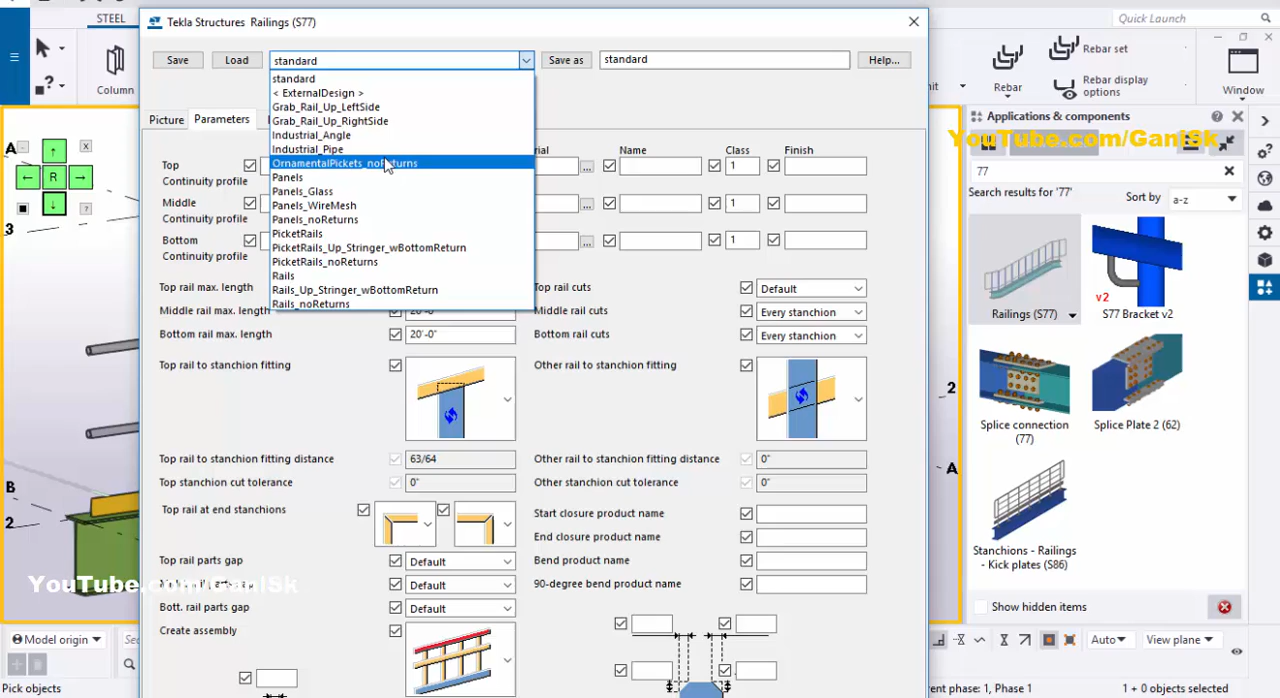 STEEL
Tekla Structures Railings (S77)
Quick Launch
Save
Load
standard
Save as
standard
Help...
Column
Rebar
Rebar set
Rebar display
options
Window
standard
< ExternalDesign >
Grab_Rail_Up_LeftSide
Grab_Rail_Up_RightSide
Industrial_Angle
Industrial_Pipe
OrnamentalPickets_noReturns
Panels
Panels_Glass
Panels_WireMesh
Panels_noReturns
PicketRails
PicketRails_Up_Stringer_wBottomReturn
PicketRails_noReturns
Rails
Rails_Up_Stringer_wBottomReturn
Rails_noReturns
Picture
Parameters
Name
Class
Finish
Top
1
Continuity profile
Middle
1
Continuity profile
Bottom
1
Continuity profile
Top rail max. length
Top rail cuts
Default
Middle rail max. length
20'-0"
Middle rail cuts
Every stanchion
Bottom rail max. length
20'-0"
Bottom rail cuts
Every stanchion
Top rail to stanchion fitting
Other rail to stanchion fitting
Top rail to stanchion fitting distance
63/64
Other rail to stanchion fitting distance
0"
Top stanchion cut tolerance
0"
Other stanchion cut tolerance
0"
Top rail at end stanchions
Start closure product name
End closure product name
Top rail parts gap
Default
Bend product name
Default
90-degree bend product name
Bott. rail parts gap
Default
Create assembly
Applications & components
YouTube.com/GaniSk
77
Search results for '77'
Sort by
a-z
Railings (S77)
v2
S77 Bracket v2
Splice connection
(77)
Splice Plate 2 (62)
Stanchions - Railings
- Kick plates (S86)
Show hidden items
A
R
X
?
3
B
2
2
A
YouTube.com/GaniSk
Model origin
Auto
View plane
Pick objects
Phase 1
1 + 0 objects selected